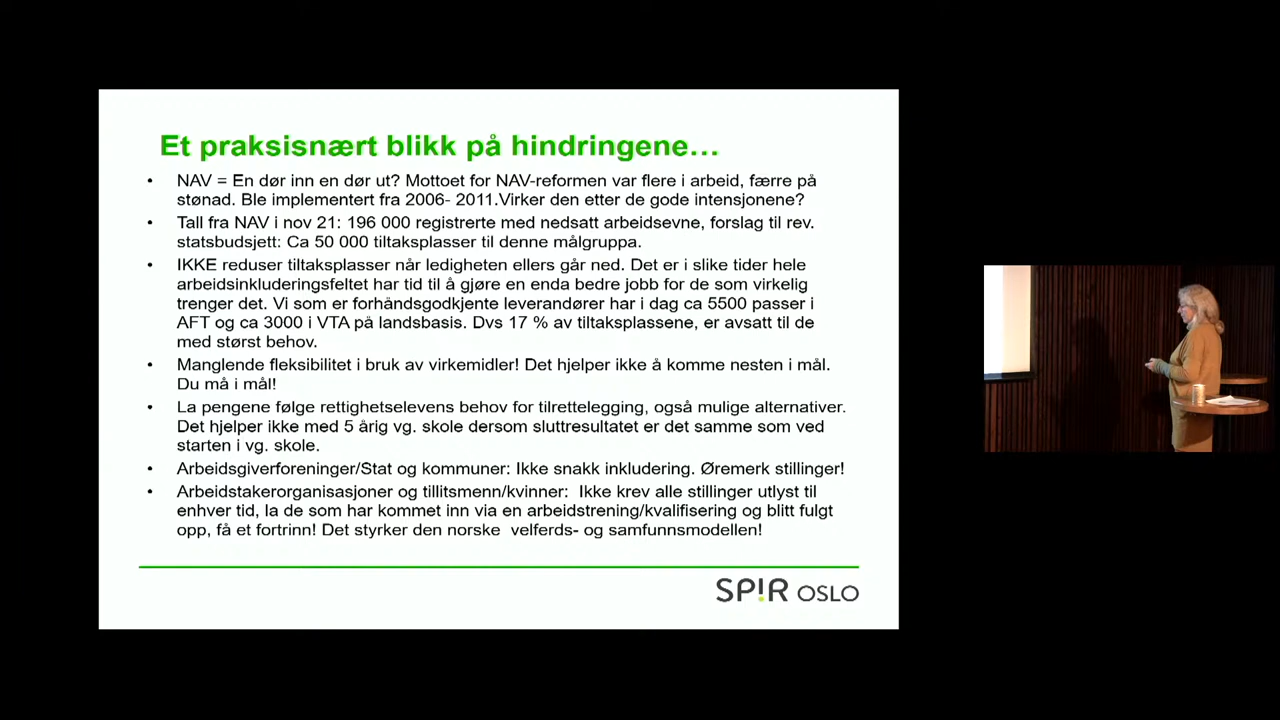 Et praksisnært blikk på hindringene…
• NAV = En dør inn en dør ut? Mottoet for NAV-reformen var flere i arbeid, færre på
stønad. Ble implementert fra 2006- 2011.Virker den etter de gode intensjonene?
• Tall fra NAV i nov 21: 196 000 registrerte med nedsatt arbeidsevne, forslag til rev.
statsbudsjett: Ca 50 000 tiltaksplasser til denne målgruppa.
• IKKE reduser tiltaksplasser når ledigheten ellers går ned. Det er i slike tider hele
arbeidsinkluderingsfeltet har tid til å gjøre en enda bedre jobb for de som virkelig
trenger det. Vi som er forhåndsgodkjente leverandører har i dag ca 5500 passer i
AFT og ca 3000 i VTA på landsbasis. Dvs 17 % av tiltaksplassene, er avsatt til de
med størst behov.
• Manglende fleksibilitet i bruk av virkemidler! Det hjelper ikke å komme nesten i mål.
Du må i mål!
• La pengene følge rettighetselevens behov for tilrettelegging, også mulige alternativer.
Det hjelper ikke med 5 årig vg. skole dersom sluttresultatet er det samme som ved
starten i vg. skole.
• Arbeidsgiverforeninger/Stat og kommuner: Ikke snakk inkludering. Øremerk stillinger!
• Arbeidstakerorganisasjoner og tillitsmenn/kvinner:  Ikke krev alle stillinger utlyst til
enhver tid, la de som har kommet inn via en arbeidstrening/kvalifisering og blitt fulgt
opp, få et fortrinn! Det styrker den norske  velferds- og samfunnsmodellen!
SP!R OSLO